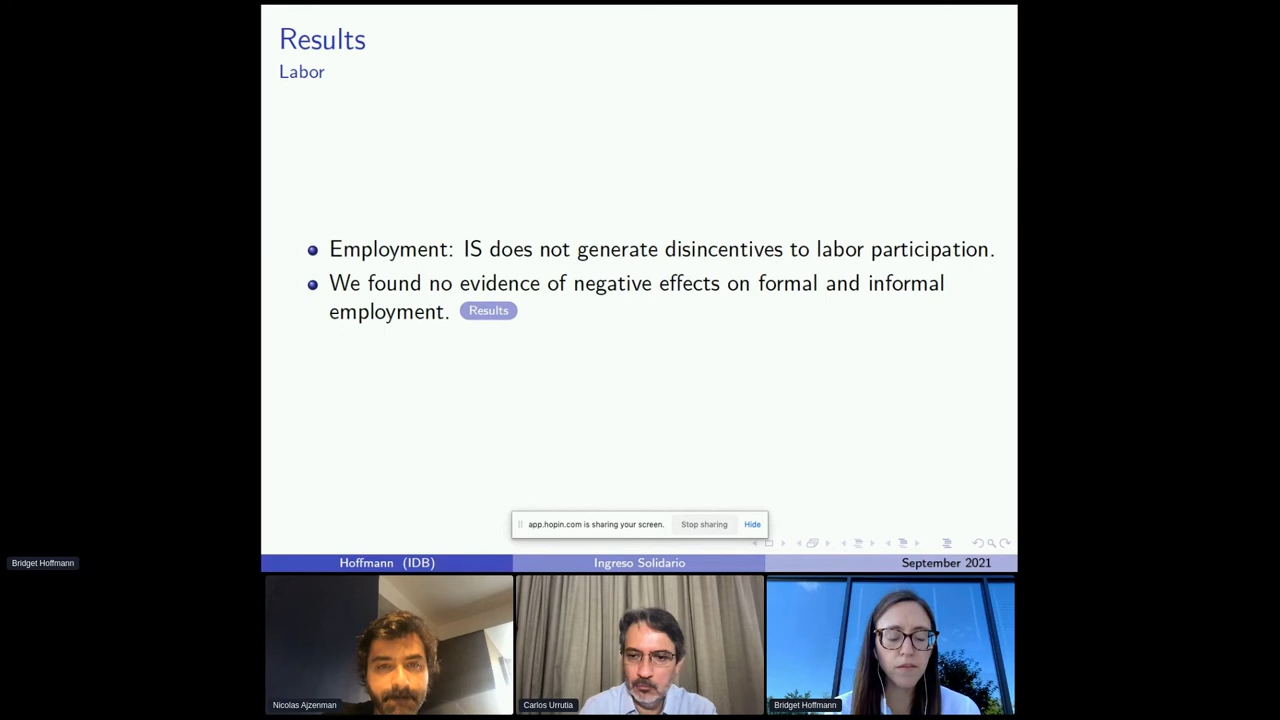 Results
Labor
Employment: IS does not generate disincentives to labor participation.
We found no evidence of negative effects on formal and informal
employment. Results
app.hopin.com is sharing your screen. Stop sharing Hide
Bridget Hoffmann
Hoffmann (IDB) Ingreso Solidario September 2021
Nicolas Ajzenman Carlos Urrutia Bridget Hoffmann